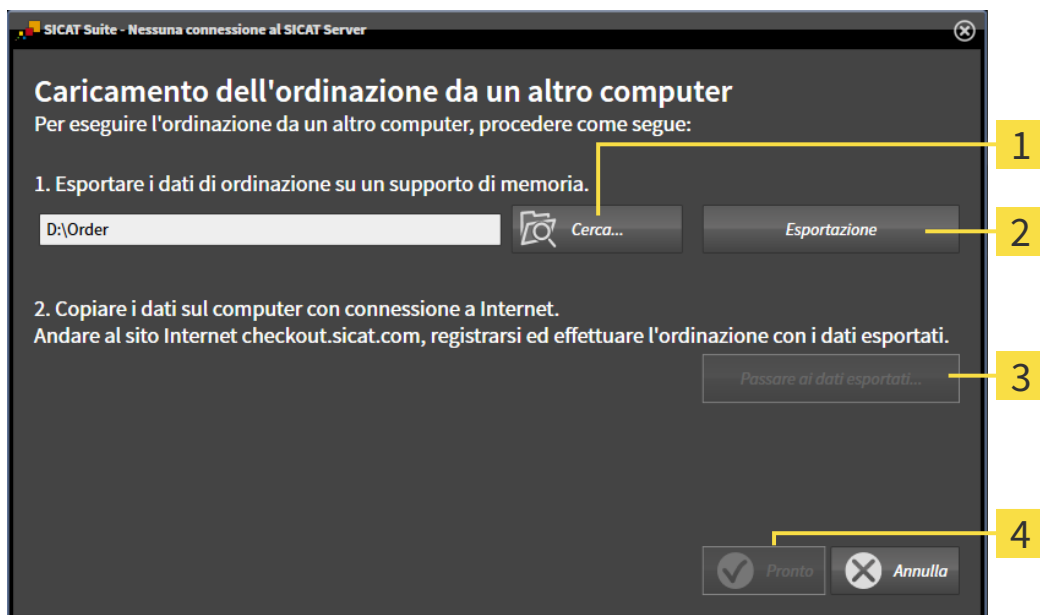 SICAT Suite - Nessuna connessione al SICAT Server
Caricamento dell'ordinazione da un altro computer
Per eseguire l'ordinazione da un altro computer, procedere come segue:
1
1. Esportare i dati di ordinazione su un supporto di memoria.
D:\Order
Cerca...
Esportazione
2
2. Copiare i dati sul computer con connessione a Internet.
Andare al sito Internet checkout.sicat.com, registrarsi ed effettuare l'ordinazione con i dati esportati.
Passare ai dati esportati...
3
4
Pronto
Annulla